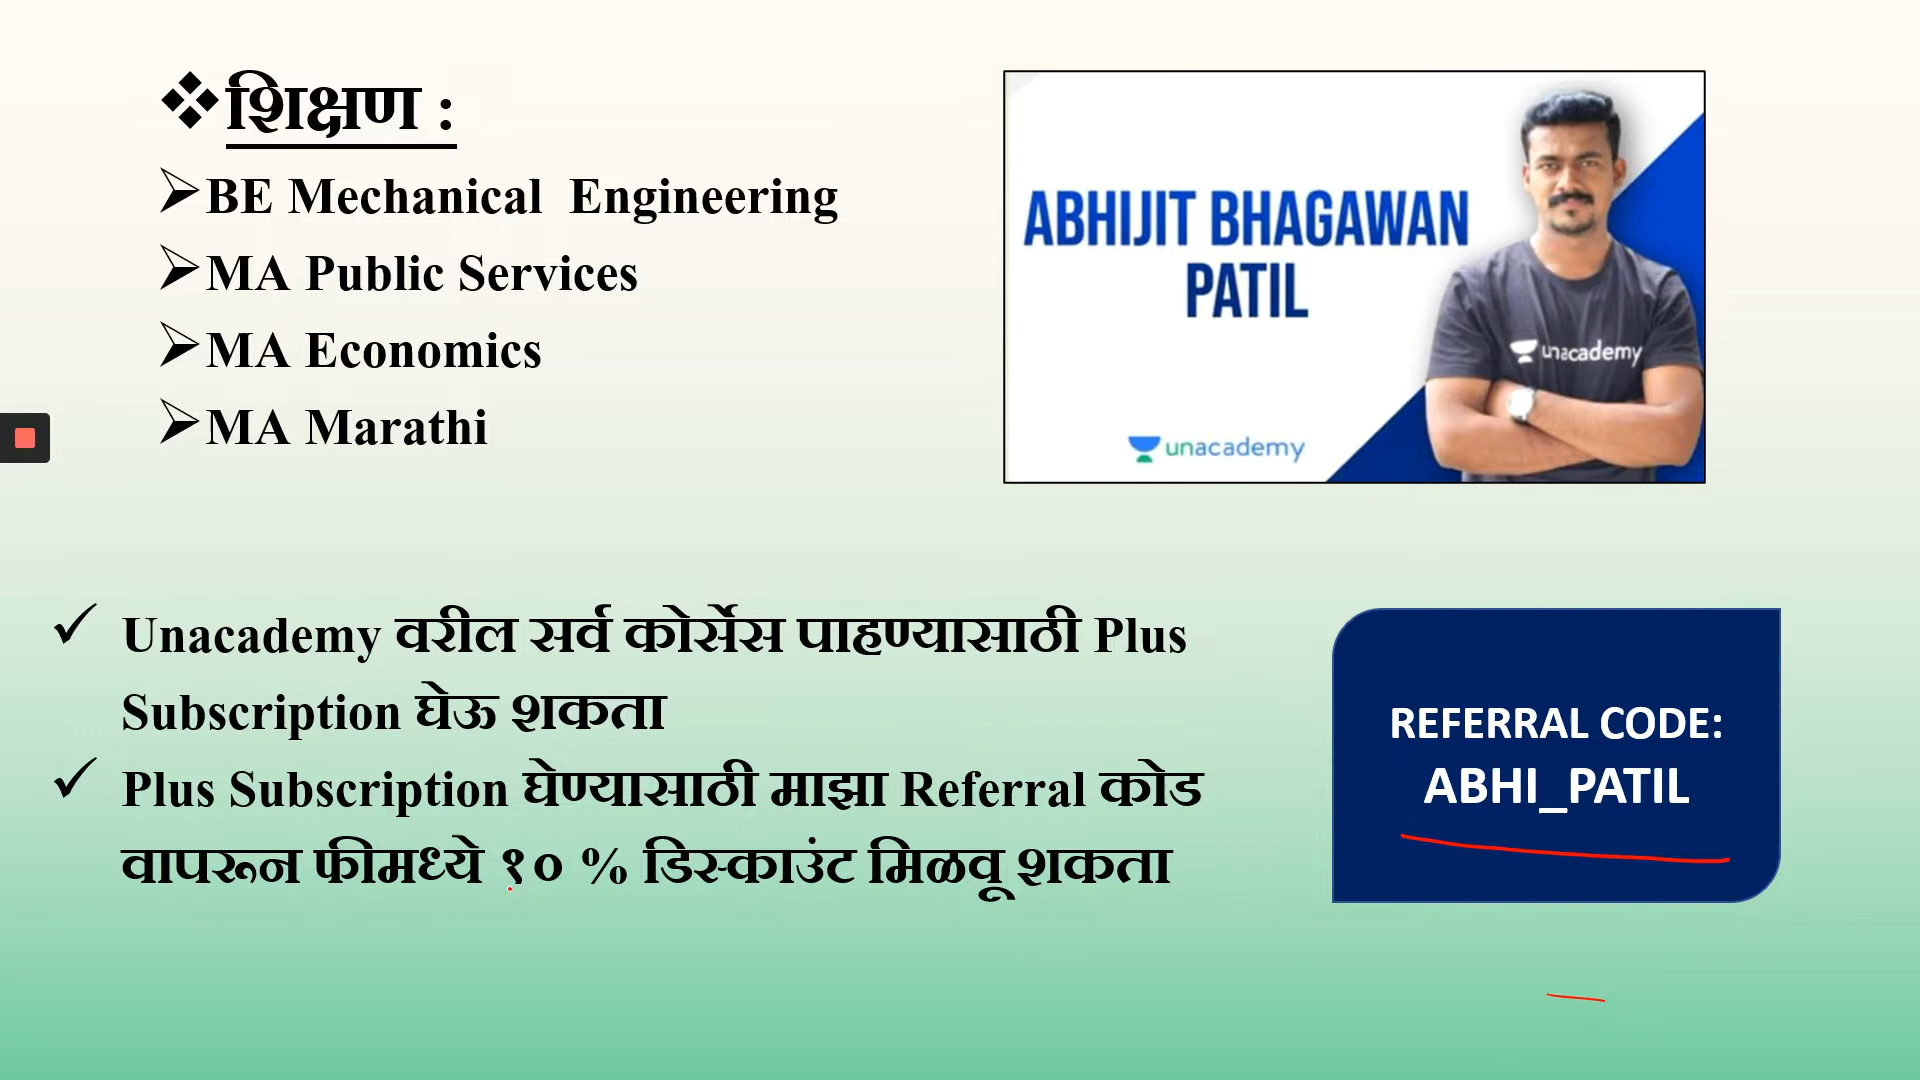 शिक्षण :
BE Mechanical Engineering
MA Public Services
MA Economics
MA Marathi
ABHIJIT BHAGAWAN
PATIL
unacademy
unacademy
Unacademy वरील सर्व कोर्सेस पाहण्यासाठी Plus
Subscription घेऊ शकता
Plus Subscription घेण्यासाठी माझा Referral कोड
वापरून फीमध्ये १० % डिस्काउंट मिळवू शकता
REFERRAL CODE:
ABHI_PATIL